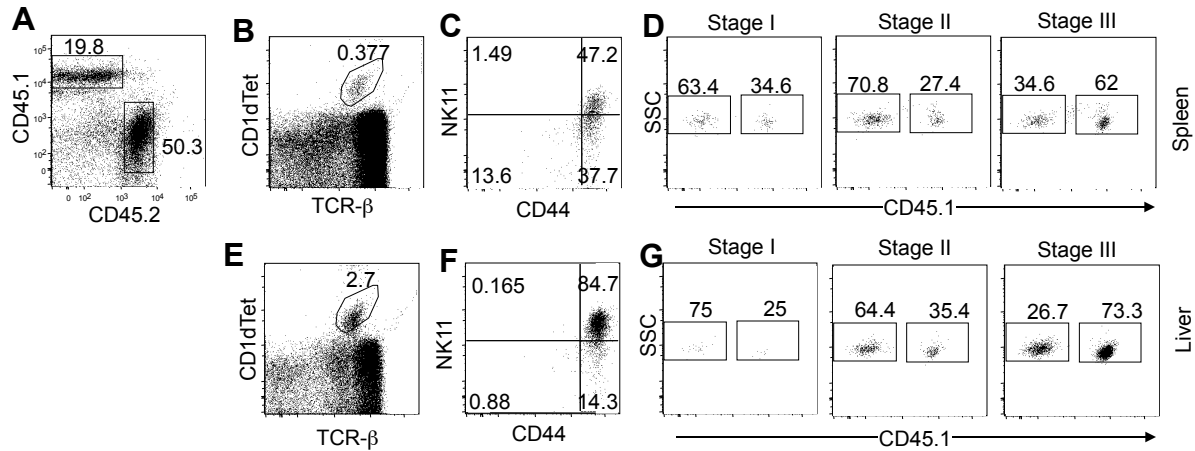 A
CD45.1
10⁵
10⁴
10³
10²
0
19.8
50.3
0 10² 10³ 10⁴ 10⁵
CD45.2
B
CD1dTet
0.377
TCR-β
C
NK11
1.49 47.2
13.6 37.7
CD44
D
Stage I Stage II Stage III
SSC
63.4 34.6
70.8 27.4
34.6 62
CD45.1
Spleen
E
CD1dTet
2.7
TCR-β
F
NK11
0.165 84.7
0.88 14.3
CD44
G
Stage I Stage II Stage III
SSC
75 25
64.4 35.4
26.7 73.3
CD45.1
Liver